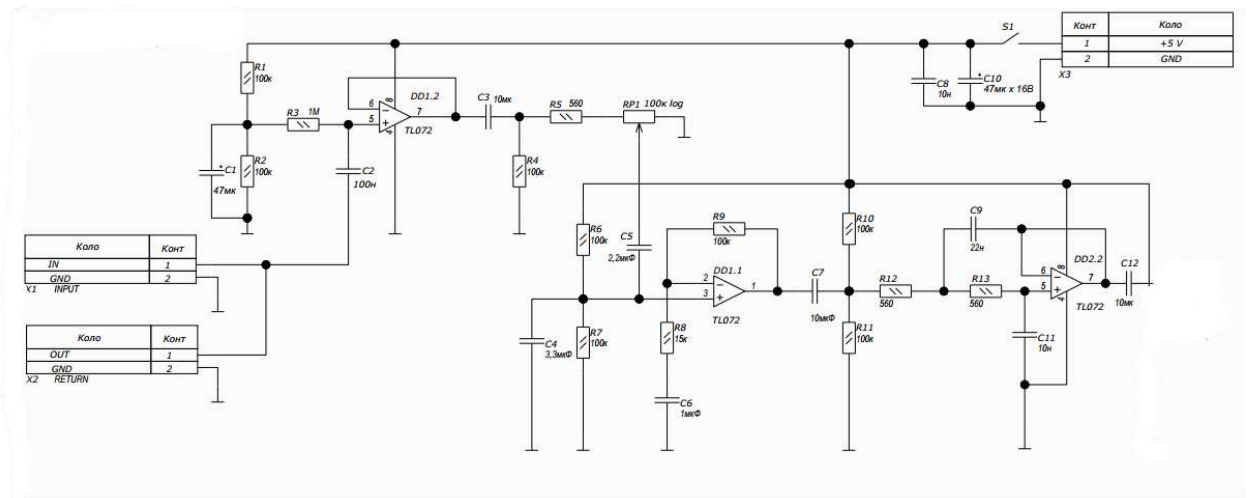 S1
Конт Коло
1 +5 V
2 GND
X3
R1
100к
C8
10н
C10
47мк x 16В
R3 1M
8
6
5
7
4
DD1.2
TL072
C3 10мк
R5 560
RP1 100к log
R2
100к
C1
47мк
C2
100н
R4
100к
R6
100к
C5
2,2мкФ
R9
100к
R10
100к
C9
22н
Коло Конт
IN 1
GND 2
X1 INPUT
DD1.1
2
3
1
TL072
C7
10мкФ
R12
560
R13
560
DD2.2
8
6
5
7
4
TL072
C12
10мк
Коло Конт
OUT 1
GND 2
X2 RETURN
C4
3,3мкФ
R7
100к
R8
15к
R11
100к
C11
10н
C6
1мкФ